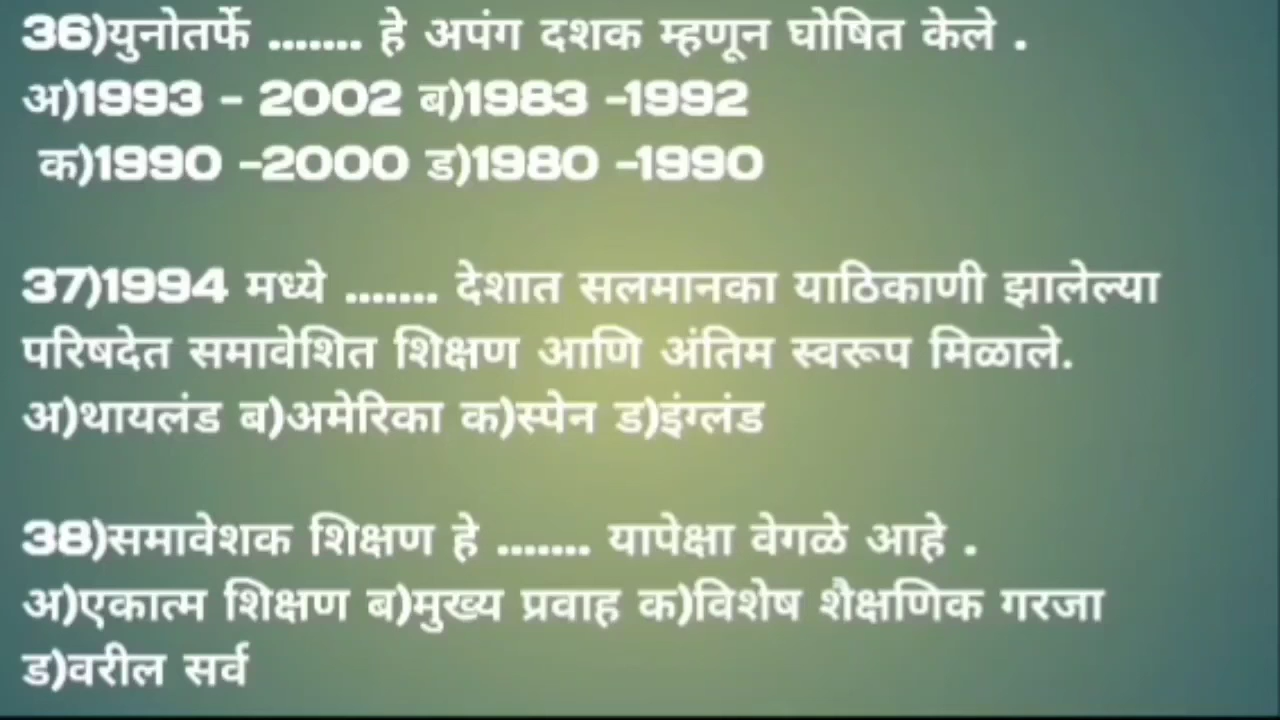 36)युनोतर्फे ....... हे अपंग दशक म्हणून घोषित केले .
अ)1993 - 2002 ब)1983 -1992
क)1990 -2000 ड)1980 -1990
37)1994 मध्ये ....... देशात सलमानका याठिकाणी झालेल्या
परिषदेत समावेशित शिक्षण आणि अंतिम स्वरूप मिळाले.
अ)थायलंड ब)अमेरिका क)स्पेन ड)इंग्लंड
38)समावेशक शिक्षण हे ....... यापेक्षा वेगळे आहे .
अ)एकात्म शिक्षण ब)मुख्य प्रवाह क)विशेष शैक्षणिक गरजा
ड)वरील सर्व